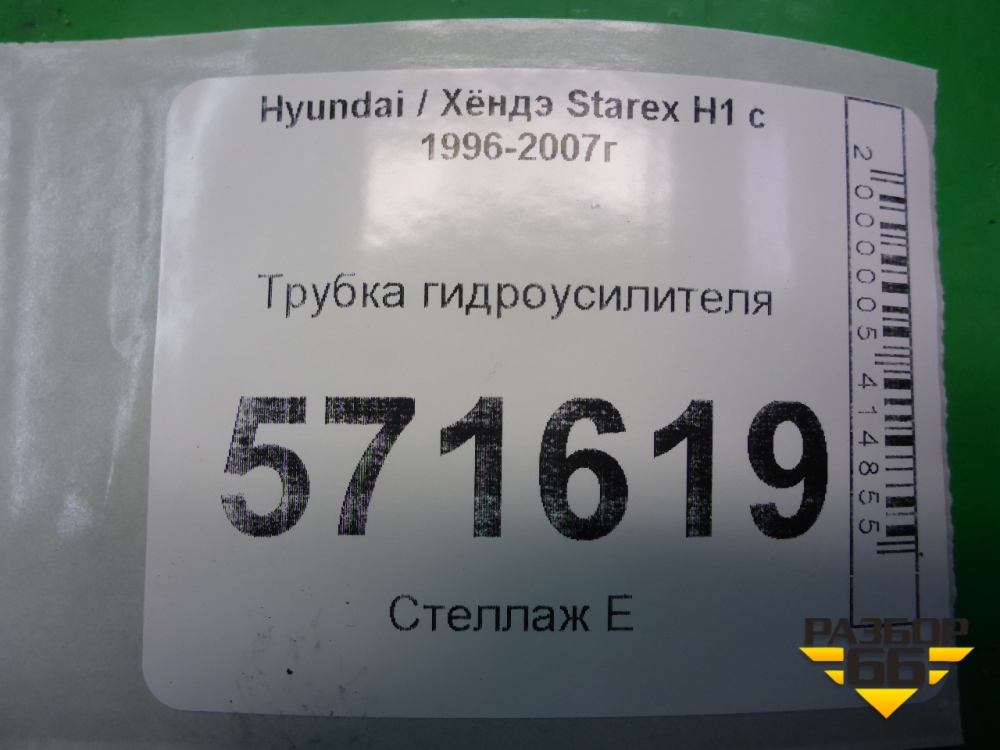 Hyundai / Хёндэ Starex H1 с
1996-2007г
Трубка гидроусилителя
571619
Стеллаж Е
2000005414855
РАЗБОР
66